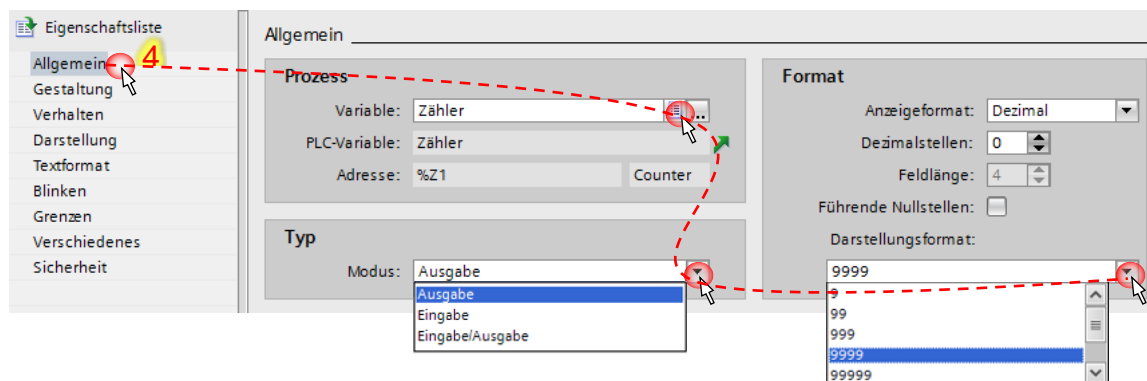 Eigenschaftsliste
Allgemein
4
Gestaltung
Verhalten
Darstellung
Textformat
Blinken
Grenzen
Verschiedenes
Sicherheit
Allgemein
Prozess
Variable: Zähler
...
PLC-Variable: Zähler
Adresse: %Z1 Counter
Typ
Modus: Ausgabe
Ausgabe
Eingabe
Eingabe/Ausgabe
Format
Anzeigeformat: Dezimal
Dezimalstellen: 0
Feldlänge: 4
Führende Nullstellen:
Darstellungsformat:
9999
9
99
999
9999
99999